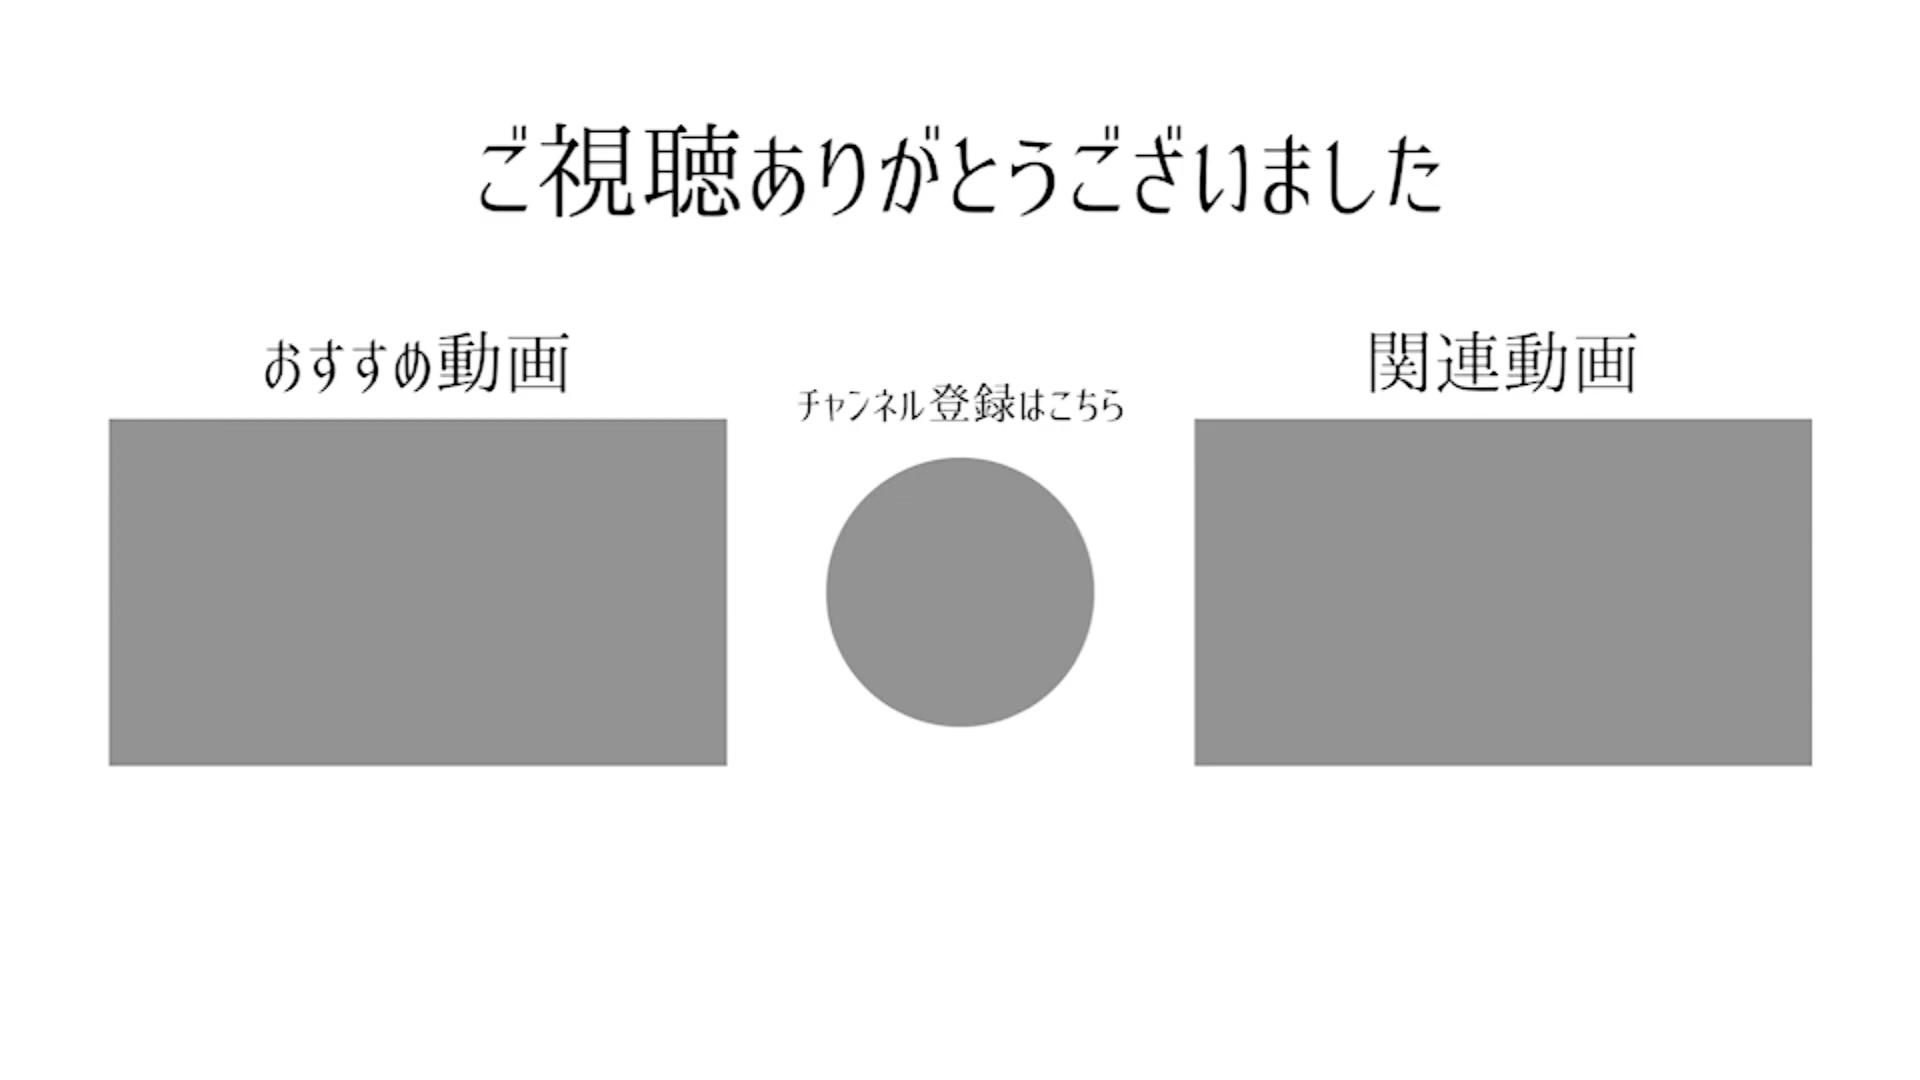 ご視聴ありがとうございました
おすすめ動画
チャンネル登録はこちら
関連動画